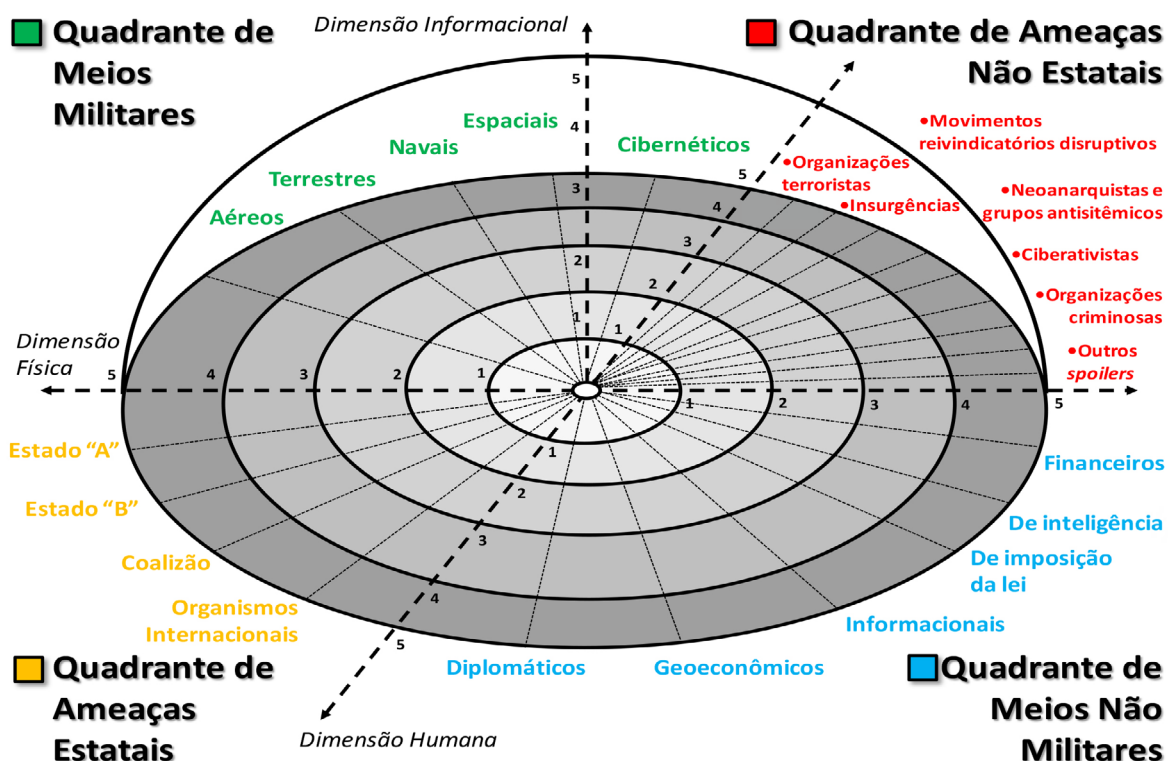 Quadrante de
Meios
Militares
Dimensão Informacional
Quadrante de Ameaças
Não Estatais
Espaciais
Navais
Terrestres
Aéreos
Cibernéticos
•Organizações
terroristas
•Insurgências
•Movimentos
reivindicatórios disruptivos
•Neoanarquistas e
grupos antisitêmicos
•Ciberativistas
•Organizações
criminosas
•Outros
spoilers
5
4
3
2
1
5
4
3
2
1
Dimensão
Física
5
4
3
2
1
1
2
3
4
5
1
2
3
4
5
Estado “A”
Estado “B”
Coalizão
Organismos
Internacionais
Financeiros
De inteligência
De imposição
da lei
Informacionais
Geoeconômicos
Diplomáticos
Quadrante de
Ameaças
Estatais
Dimensão Humana
Quadrante de
Meios Não
Militares